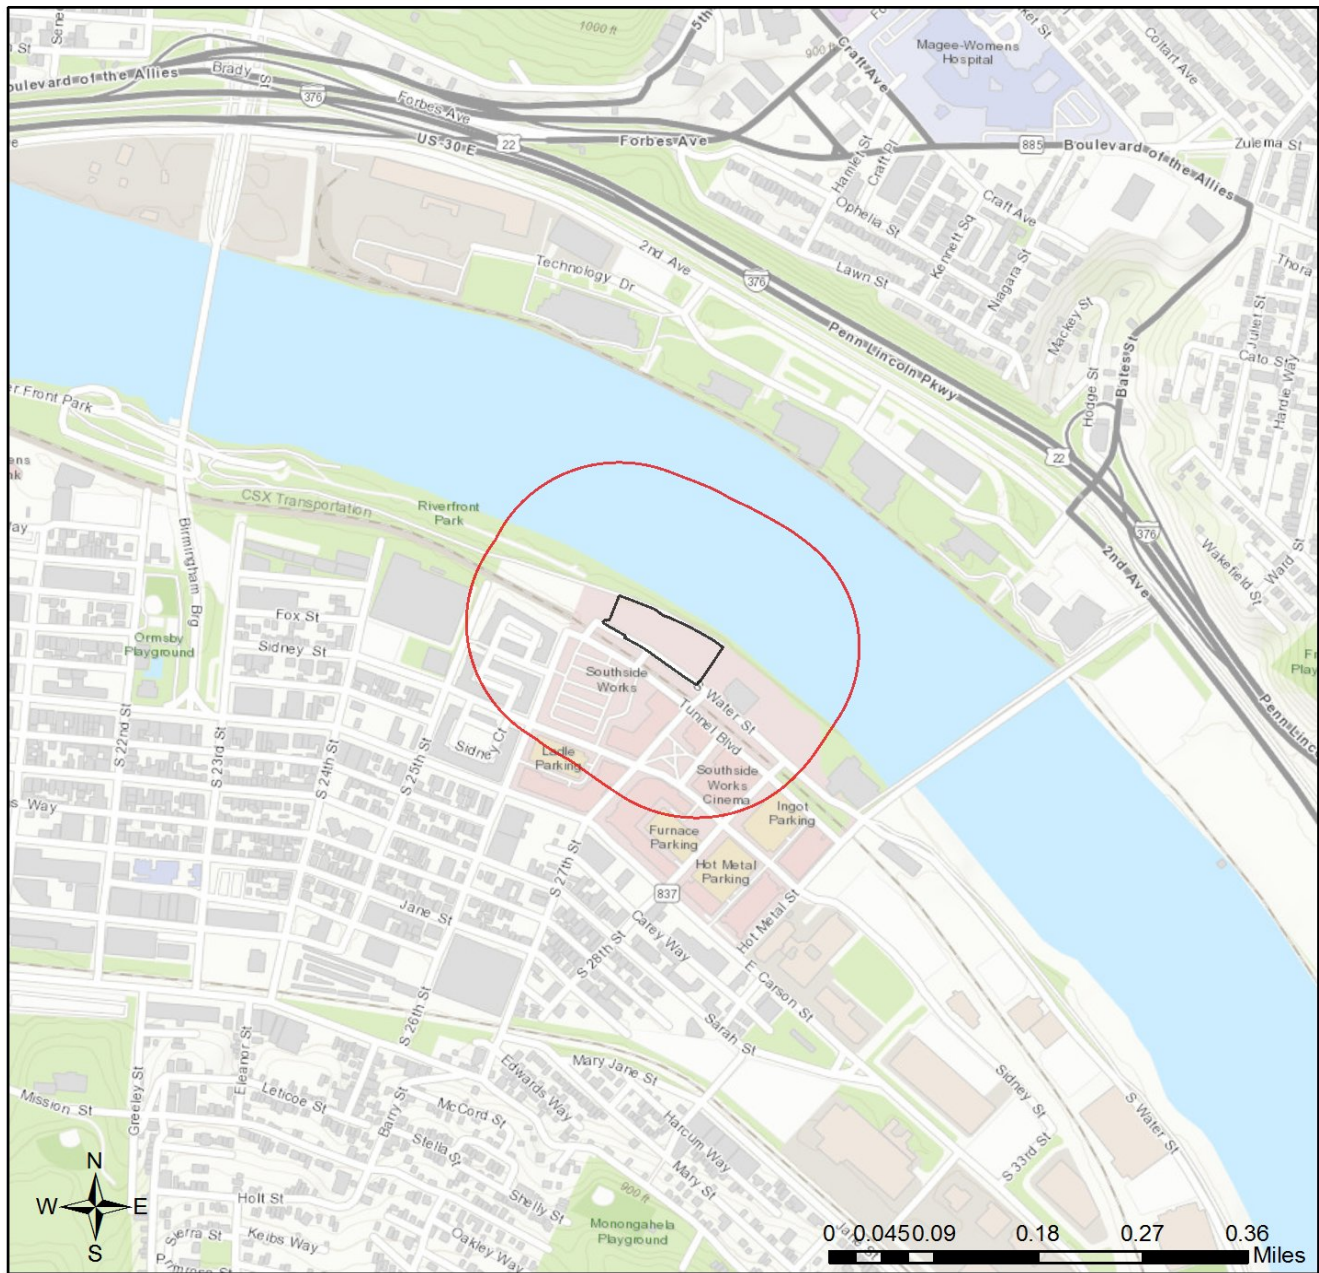 1000 ft
5th
Craft Ave
900 ft
Magee-Womens
Hospital
Coltart Ave
Boulevard of the Allies
Brady St
376
Forbes Ave
US-30 E
22
Forbes Ave
885
Boulevard of the Allies
Zulema St
Hamlet St
Craft Pl
Craft Ave
Ophelia St
Kennett Sq
Niagara St
Lawn St
2nd Ave
Technology Dr
376
Thora
Mackey St
Juliet St
Cato St
Hardie Way
Penn Lincoln Pkwy
Bates St
Hodge St
22
er Front Park
CSX Transportation
Riverfront
Park
376
2nd Ave
Wakefield St
Ward St
Birmingham Brg
Fox St
Sidney St
Ormsby
Playground
Southside
Works
S Water St
Tunnel Blvd
Penn-Linc
S 22nd St
S 23rd St
S 24th St
S 25th St
Sidney Ct
Ladle
Parking
Southside
Works
Cinema
Ingot
Parking
s Way
Furnace
Parking
Hot Metal
Parking
S 27th St
837
Jane St
Carey Way
Hot Metal St
S 28th St
E Carson St
S 26th St
Sarah St
Mary Jane St
Edwards Way
Sidney St
S Water St
Mission St
Greeley St
Eleanor St
Leticoe St
Barry St
McCord St
Stella St
Harcum Way
Mary St
S 33rd St
Shelly St
900 ft
Holt St
Sierra St
Keibs Way
Oakley Way
Monongahela
Playground
Jane St
N
W E
S
0 0.045 0.09 0.18 0.27 0.36
Miles